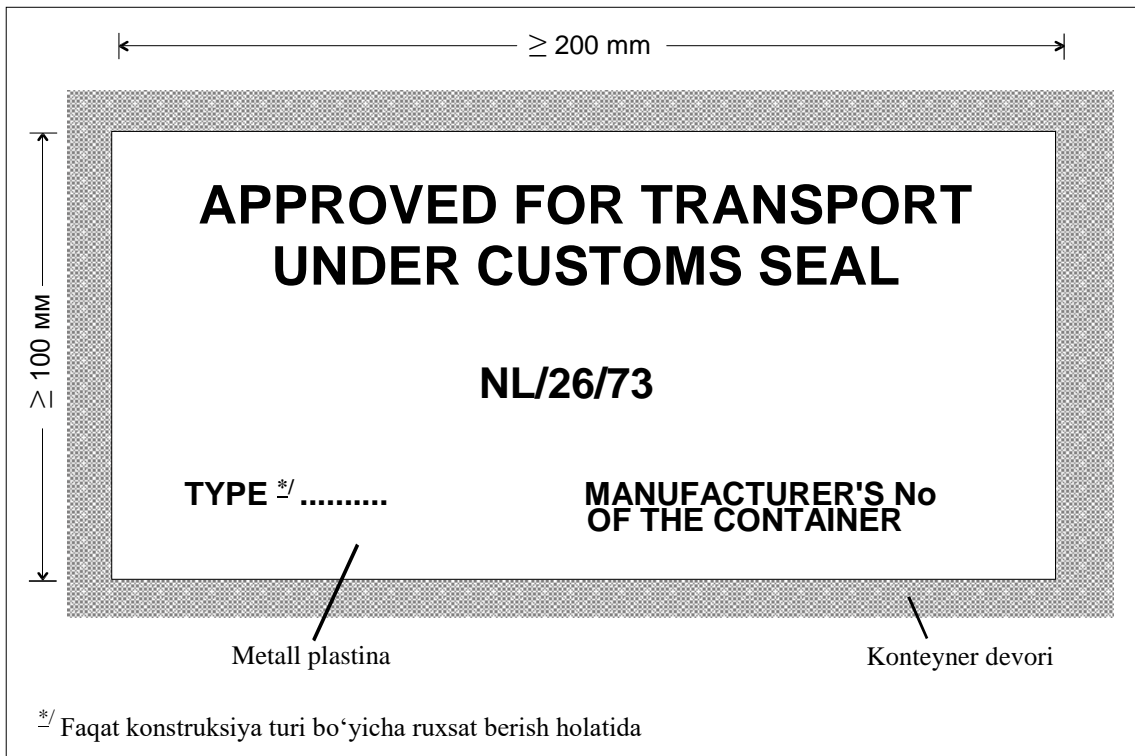 ≥ 200 mm
≥ 100 мм
APPROVED FOR TRANSPORT
UNDER CUSTOMS SEAL
NL/26/73
TYPE */ ..........
MANUFACTURER'S No
OF THE CONTAINER
Metall plastina
Konteyner devori
*/ Faqat konstruksiya turi bo‘yicha ruxsat berish holatida